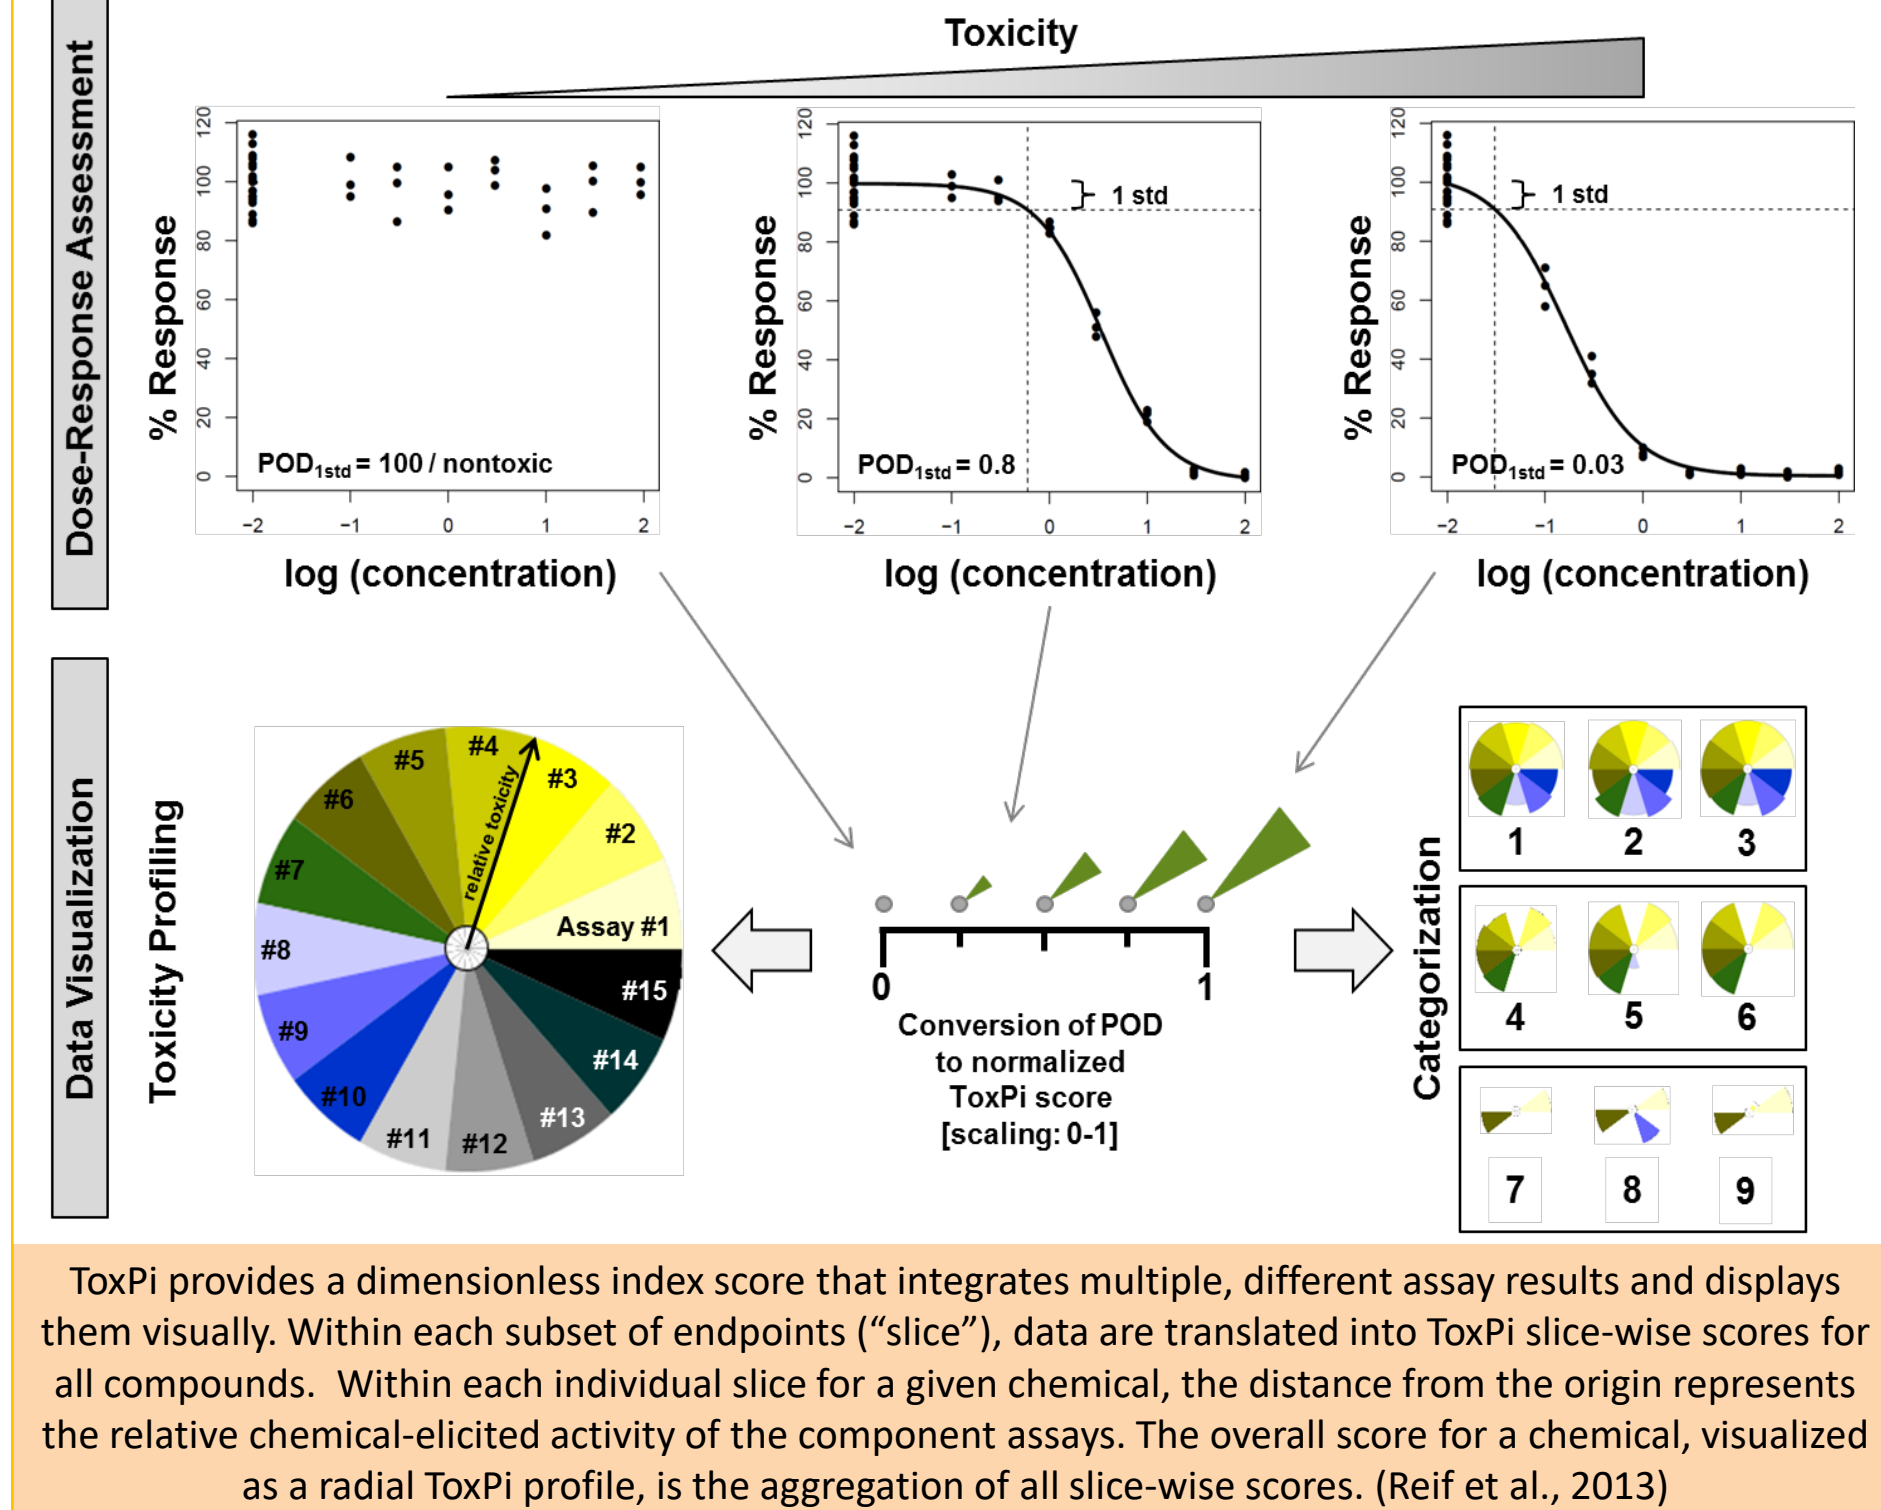 Dose-Response Assessment
Toxicity
% Response
120
100
80
60
40
20
0
POD1std = 100 / nontoxic
−2 −1 0 1 2
log (concentration)
% Response
120
100
80
60
40
20
0
1 std
POD1std = 0.8
−2 −1 0 1 2
log (concentration)
% Response
120
100
80
60
40
20
0
1 std
POD1std = 0.03
−2 −1 0 1 2
log (concentration)
Data Visualization
Toxicity Profiling
Assay #1
#2
#3
#4
#5
#6
#7
#8
#9
#10
#11
#12
#13
#14
#15
relative toxicity
0 1
Conversion of POD
to normalized
ToxPi score
[scaling: 0-1]
Categorization
1 2 3
4 5 6
7 8 9
ToxPi provides a dimensionless index score that integrates multiple, different assay results and displays
them visually. Within each subset of endpoints (“slice”), data are translated into ToxPi slice-wise scores for
all compounds.  Within each individual slice for a given chemical, the distance from the origin represents
the relative chemical-elicited activity of the component assays. The overall score for a chemical, visualized
as a radial ToxPi profile, is the aggregation of all slice-wise scores. (Reif et al., 2013)